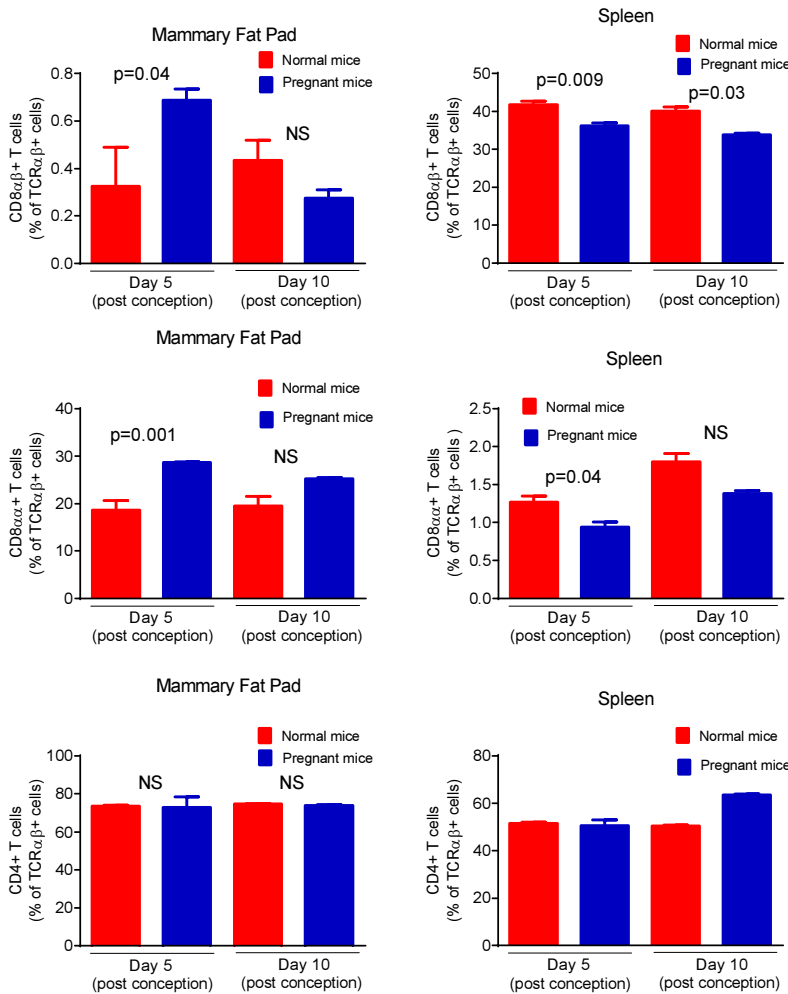 Mammary Fat Pad
Normal mice
Pregnant mice
p=0.04
NS
CD8αβ+ T cells
(% of TCRαβ+ cells)
0.8
0.6
0.4
0.2
0.0
Day 5
(post conception)
Day 10
(post conception)
Spleen
Normal mice
Pregnant mice
p=0.009
p=0.03
CD8αβ+ T cells
(% of TCRαβ+ cells)
50
40
30
20
10
0
Day 5
(post conception)
Day 10
(post conception)
Mammary Fat Pad
Normal mice
Pregnant mice
p=0.001
NS
CD8αα+ T cells
(% of TCRαβ+ cells)
40
30
20
10
0
Day 5
(post conception)
Day 10
(post conception)
Spleen
Normal mice
Pregnant mice
NS
p=0.04
CD8αα+ T cells
(% of TCRαβ+ cells )
2.5
2.0
1.5
1.0
0.5
0.0
Day 5
(post conception)
Day 10
(post conception)
Mammary Fat Pad
Normal mice
Pregnant mice
NS
NS
CD4+ T cells
(% of TCRαβ+ cells)
100
80
60
40
20
0
Day 5
(post conception)
Day 10
(post conception)
Spleen
Normal mice
Pregnant mice
CD4+ T cells
(% of TCRαβ+ cells)
80
60
40
20
0
Day 5
(post conception)
Day 10
(post conception)